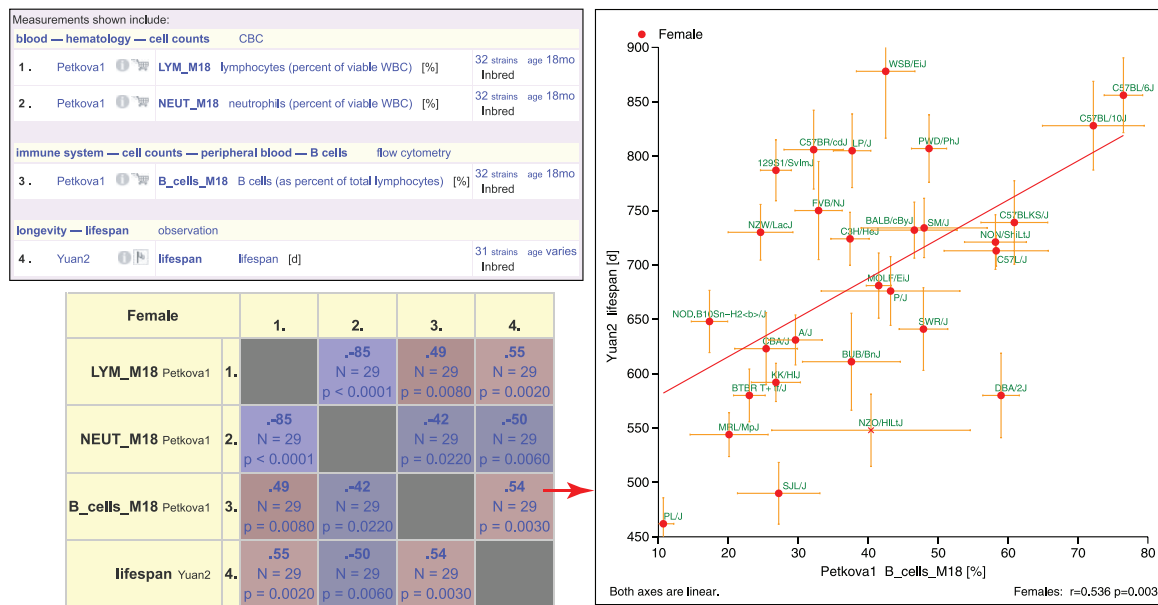 Measurements shown include:
blood — hematology — cell counts CBC
1 . Petkova1 LYM_M18 lymphocytes (percent of viable WBC) [%] 32 strains age 18mo
Inbred
2 . Petkova1 NEUT_M18 neutrophils (percent of viable WBC) [%] 32 strains age 18mo
Inbred
immune system — cell counts — peripheral blood — B cells flow cytometry
3 . Petkova1 B_cells_M18 B cells (as percent of total lymphocytes) [%] 32 strains age 18mo
Inbred
longevity — lifespan observation
4 . Yuan2 lifespan lifespan [d] 31 strains age varies
Inbred
Female 1. 2. 3. 4.
LYM_M18 Petkova1 1.
.-85
N = 29
p < 0.0001
.49
N = 29
p = 0.0080
.55
N = 29
p = 0.0020
NEUT_M18 Petkova1 2.
.-85
N = 29
p < 0.0001
.-42
N = 29
p = 0.0220
.-50
N = 29
p = 0.0060
B_cells_M18 Petkova1 3.
.49
N = 29
p = 0.0080
.-42
N = 29
p = 0.0220
.54
N = 29
p = 0.0030
lifespan Yuan2 4.
.55
N = 29
p = 0.0020
.-50
N = 29
p = 0.0060
.54
N = 29
p = 0.0030
Female
Yuan2 lifespan [d]
900
850
800
750
700
650
600
550
500
450
WSB/EiJ
C57BL/6J
C57BL/10J
C57BR/cdJ
LP/J
PWD/PhJ
129S1/SvImJ
FVB/NJ
NZW/LacJ
C3H/HeJ
BALB/cByJ
SM/J
C57BLKS/J
NON/ShiLtJ
C57L/J
MOLF/EiJ
P/J
NOD.B10Sn-H2<b>/J
SWR/J
A/J
CBA/J
BUB/BnJ
KK/HlJ
BTBR T+ tf/J
DBA/2J
MRL/MpJ
NZO/HlLtJ
SJL/J
PL/J
10 20 30 40 50 60 70 80
Petkova1 B_cells_M18 [%]
Both axes are linear. Females: r=0.536 p=0.003